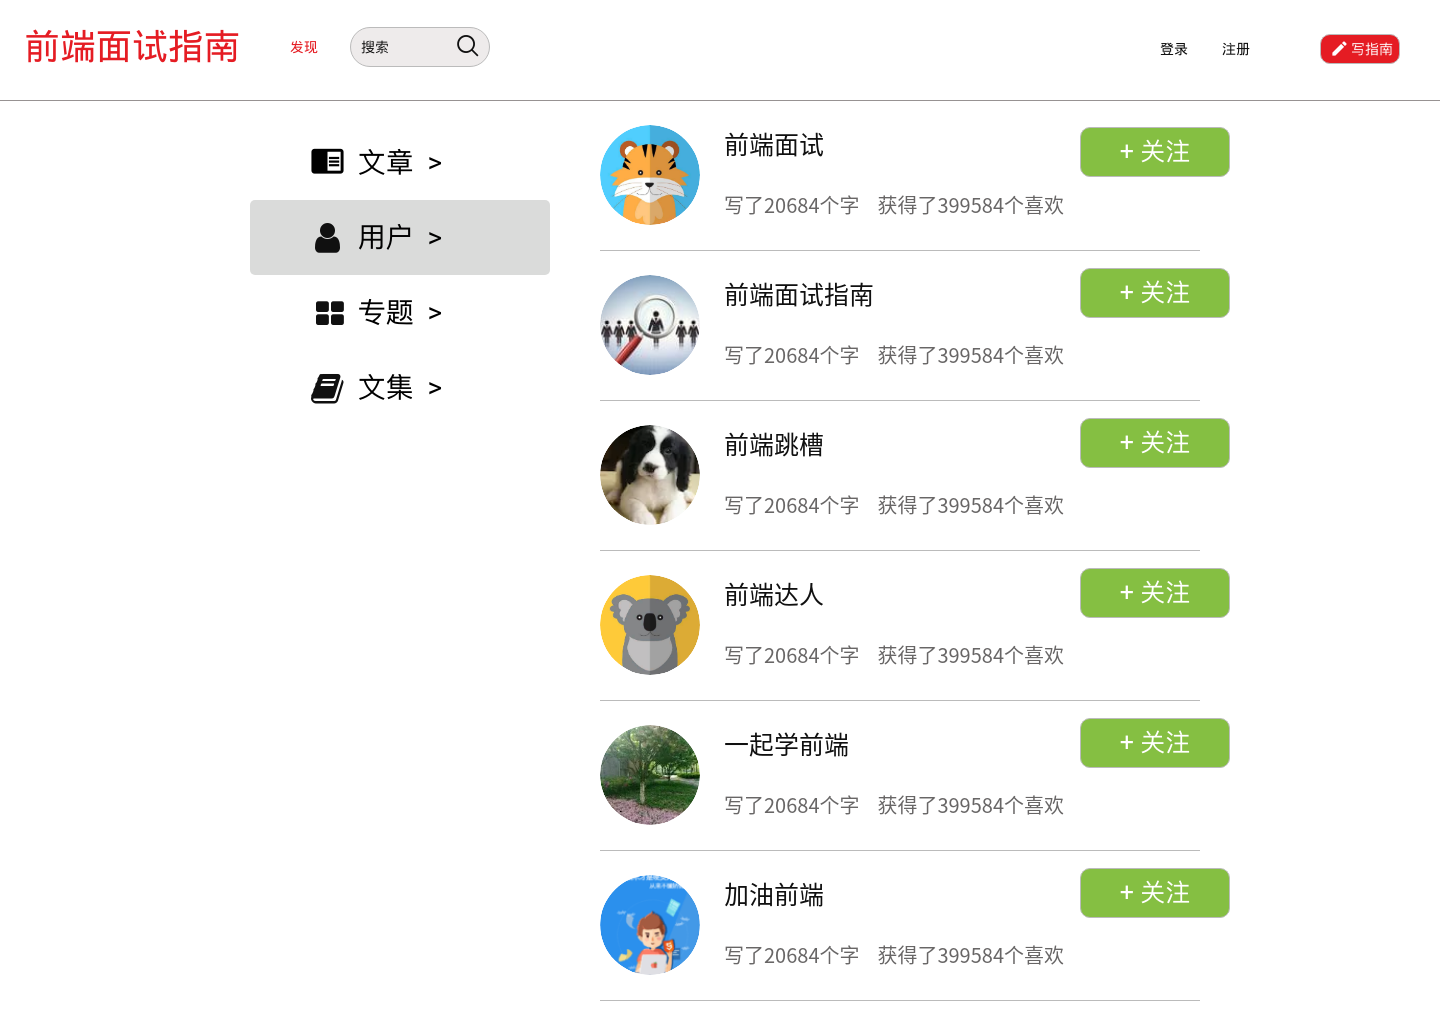 前端面试指南
发现
搜索
登录
注册
写指南
文章 >
用户 >
专题 >
文集 >
前端面试
+ 关注
写了20684个字 获得了399584个喜欢
前端面试指南
+ 关注
写了20684个字 获得了399584个喜欢
前端跳槽
+ 关注
写了20684个字 获得了399584个喜欢
前端达人
+ 关注
写了20684个字 获得了399584个喜欢
一起学前端
+ 关注
写了20684个字 获得了399584个喜欢
加油前端
+ 关注
写了20684个字 获得了399584个喜欢